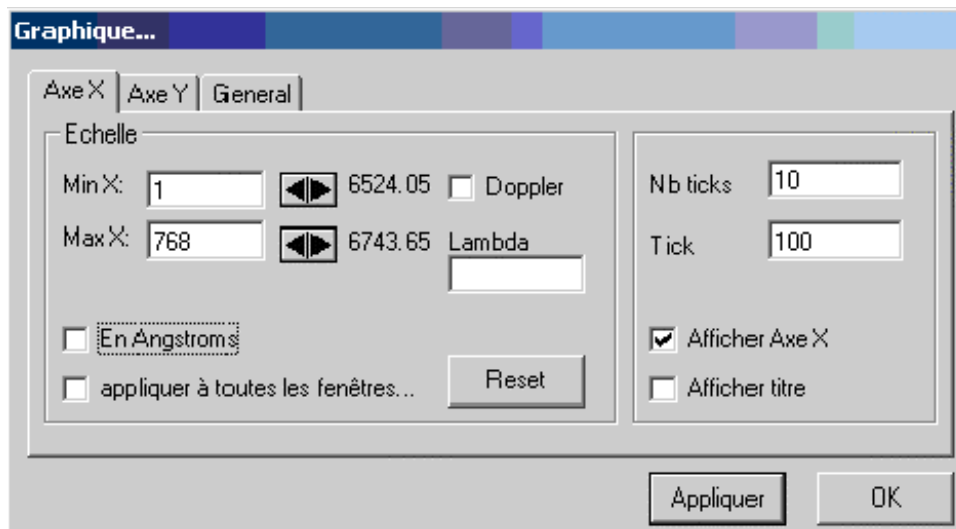 Graphique...
Axe X Axe Y General
Echelle
Min X: 1 6524.05 Doppler
Max X: 768 6743.65 Lambda
En Angstroms
appliquer à toutes les fenêtres...
Reset
Nb ticks 10
Tick 100
Afficher Axe X
Afficher titre
Appliquer OK